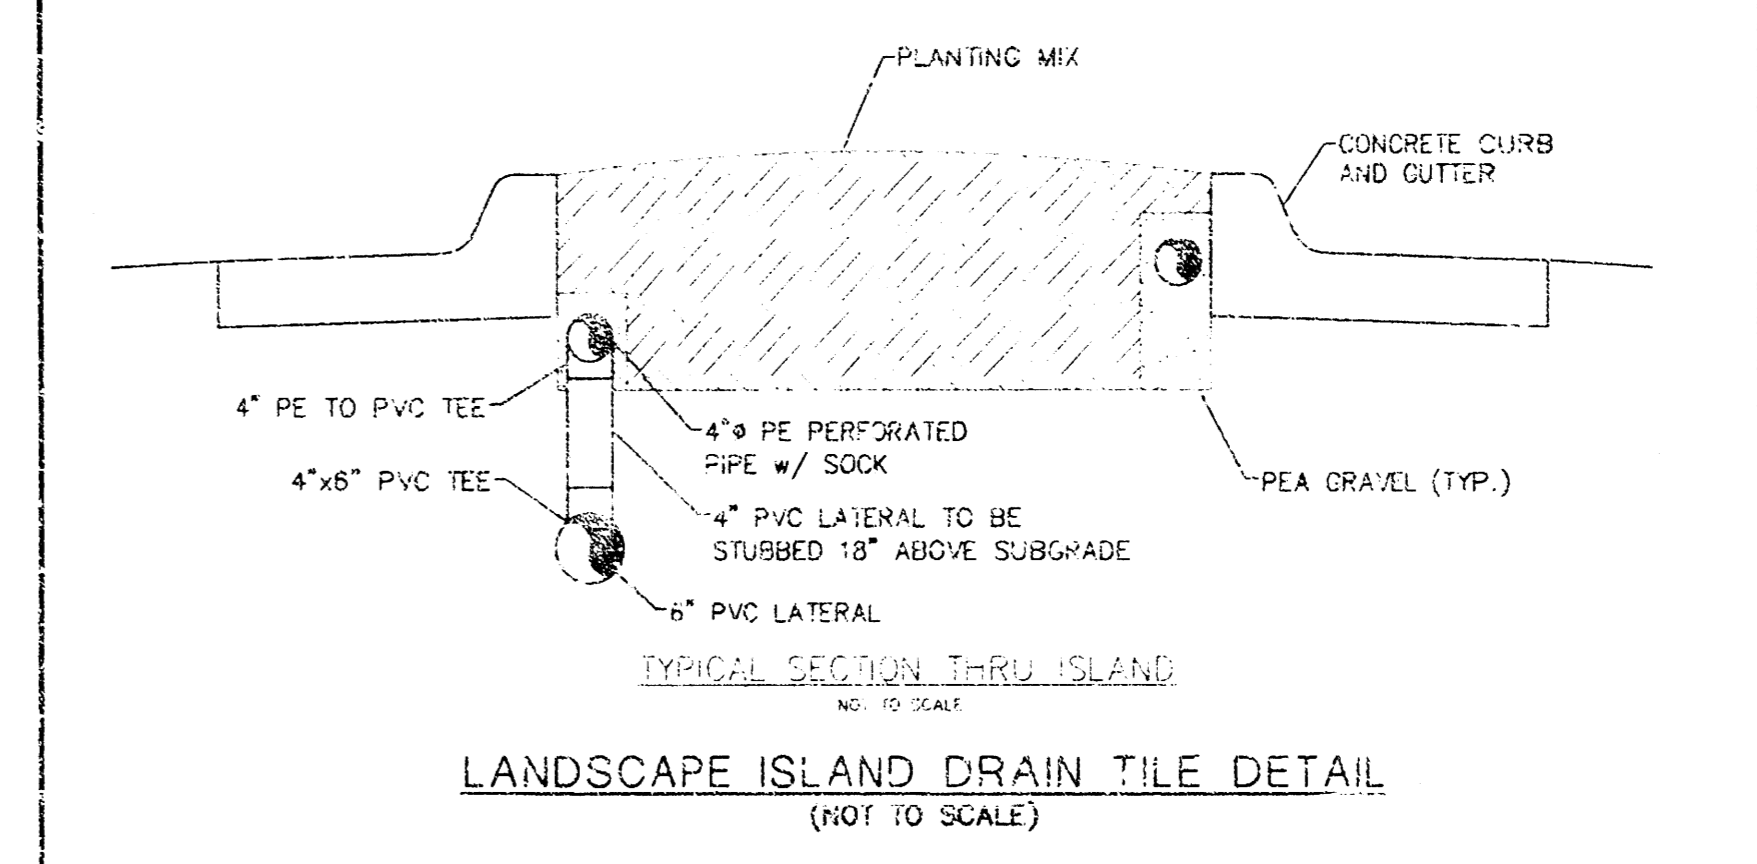 PLANTING MIX
CONCRETE CURB
AND GUTTER
4" PE TO PVC TEE
4"ø PE PERFORATED
PIPE w/ SOCK
4"x6" PVC TEE
PEA GRAVEL (TYP.)
4" PVC LATERAL TO BE
STUBBED 18" ABOVE SUBGRADE
6" PVC LATERAL
TYPICAL SECTION THRU ISLAND
NOT TO SCALE
LANDSCAPE ISLAND DRAIN TILE DETAIL
(NOT TO SCALE)